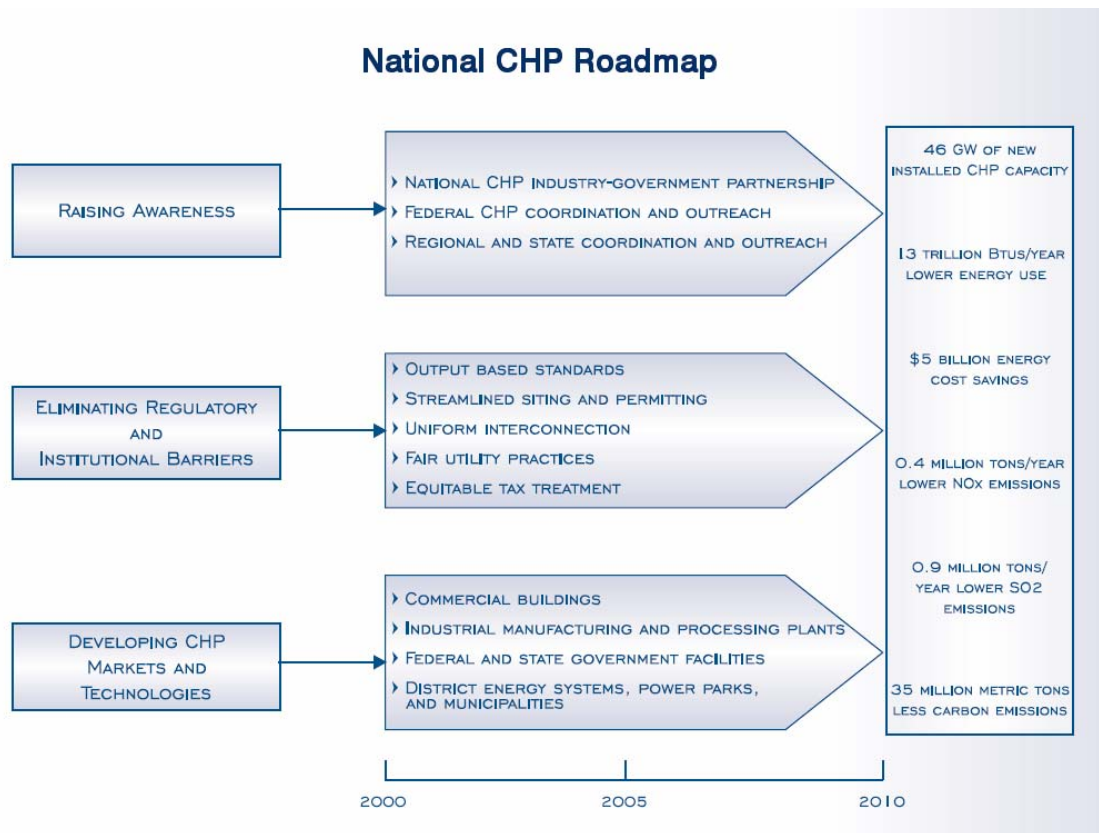 National CHP Roadmap
RAISING AWARENESS
NATIONAL CHP INDUSTRY-GOVERNMENT PARTNERSHIP
FEDERAL CHP COORDINATION AND OUTREACH
REGIONAL AND STATE COORDINATION AND OUTREACH
ELIMINATING REGULATORY
AND
INSTITUTIONAL BARRIERS
OUTPUT BASED STANDARDS
STREAMLINED SITING AND PERMITTING
UNIFORM INTERCONNECTION
FAIR UTILITY PRACTICES
EQUITABLE TAX TREATMENT
DEVELOPING CHP
MARKETS AND
TECHNOLOGIES
COMMERCIAL BUILDINGS
INDUSTRIAL MANUFACTURING AND PROCESSING PLANTS
FEDERAL AND STATE GOVERNMENT FACILITIES
DISTRICT ENERGY SYSTEMS, POWER PARKS,
AND MUNICIPALITIES
46 GW OF NEW
INSTALLED CHP CAPACITY
13 TRILLION BTUS/YEAR
LOWER ENERGY USE
$5 BILLION ENERGY
COST SAVINGS
0.4 MILLION TONS/YEAR
LOWER NOX EMISSIONS
0.9 MILLION TONS/
YEAR LOWER SO2
EMISSIONS
35 MILLION METRIC TONS
LESS CARBON EMISSIONS
2000
2005
2010